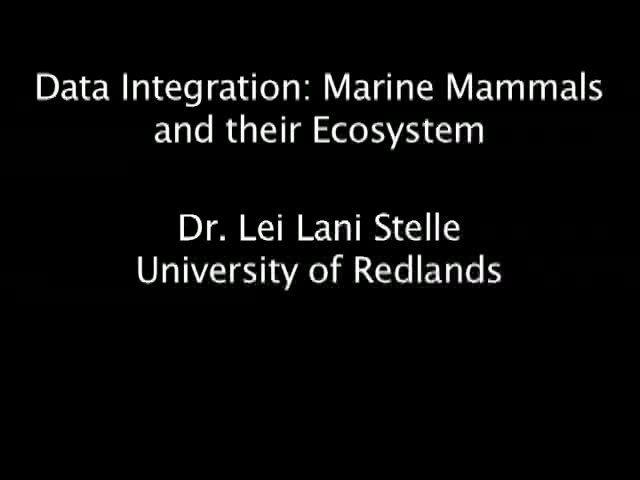 Data Integration: Marine Mammals
and their Ecosystem
Dr. Lei Lani Stelle
University of Redlands